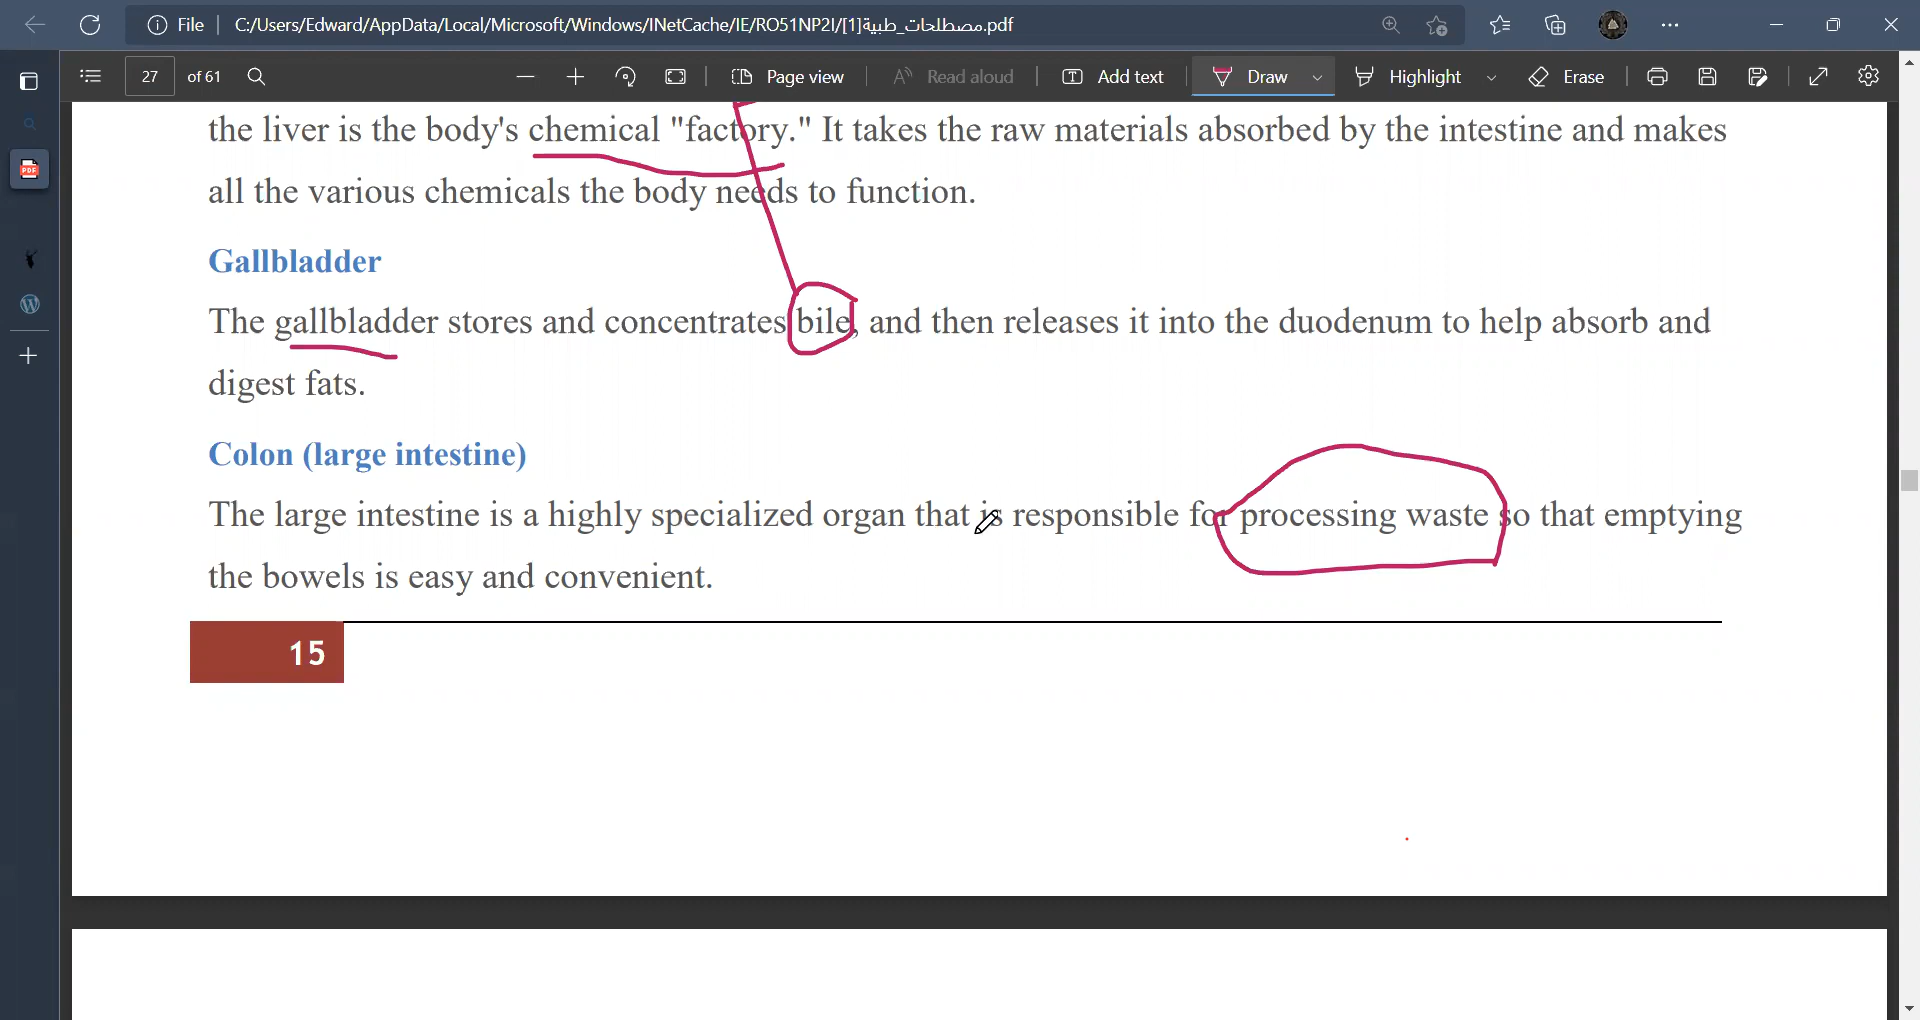 File
C:/Users/Edward/AppData/Local/Microsoft/Windows/INetCache/IE/RO51NP2I/[1]مصطلحات_طبية.pdf
27 of 61
Page view
Read aloud
Add text
Draw
Highlight
Erase
PDF
the liver is the body's chemical "factory." It takes the raw materials absorbed by the intestine and makes
all the various chemicals the body needs to function.
Gallbladder
The gallbladder stores and concentrates bile, and then releases it into the duodenum to help absorb and
digest fats.
Colon (large intestine)
The large intestine is a highly specialized organ that is responsible for processing waste so that emptying
the bowels is easy and convenient.
15